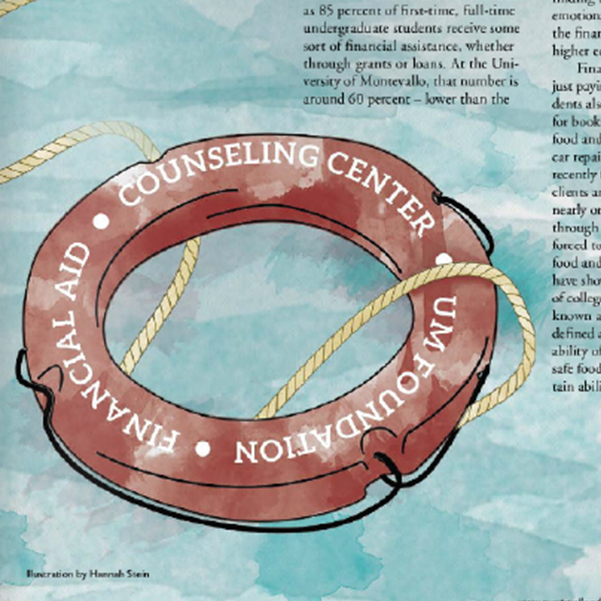 as 85 percent of first-time, full-time
undergraduate students receive some
sort of financial assistance, whether
through grants or loans. At the Uni-
versity of Montevallo, that number is
around 60 percent – lower than the
emotion
the finan
higher e
Fina
just payi
dents als
for book
food and
car repai
recently
clients an
nearly on
through
forced to
food and
have sho
of colleg
known a
defined a
ability of
safe food
tain abili
COUNSELING CENTER
UM FOUNDATION
FINANCIAL AID
Illustration by Hannah Stein